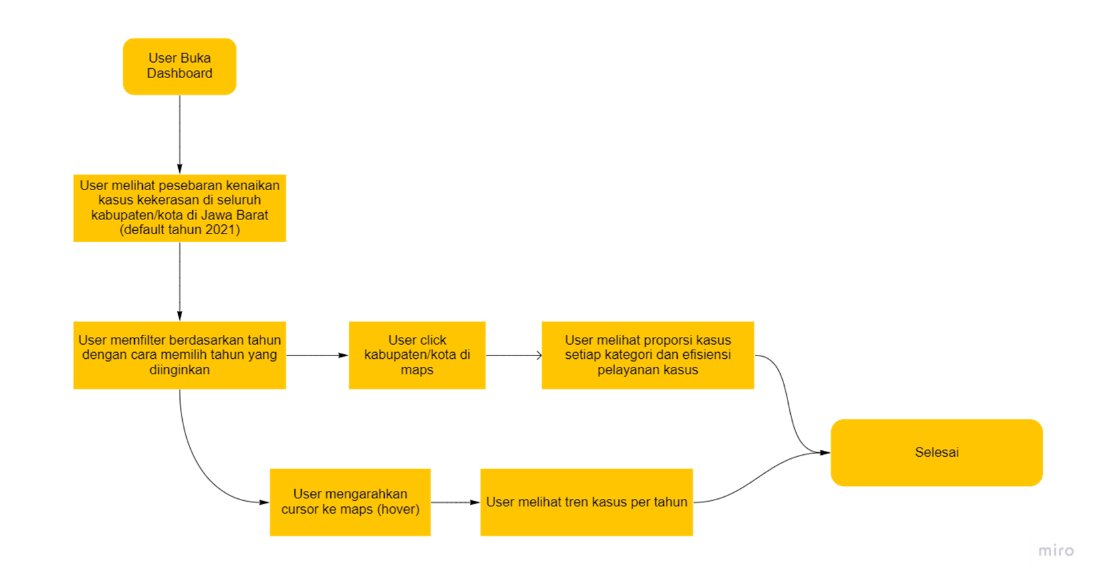 User Buka
Dashboard
User melihat pesebaran kenaikan
kasus kekerasan di seluruh
kabupaten/kota di Jawa Barat
(default tahun 2021)
User memfilter berdasarkan tahun
dengan cara memilih tahun yang
diinginkan
User click
kabupaten/kota di
maps
User melihat proporsi kasus
setiap kategori dan efisiensi
pelayanan kasus
Selesai
User mengarahkan
cursor ke maps (hover)
User melihat tren kasus per tahun
miro